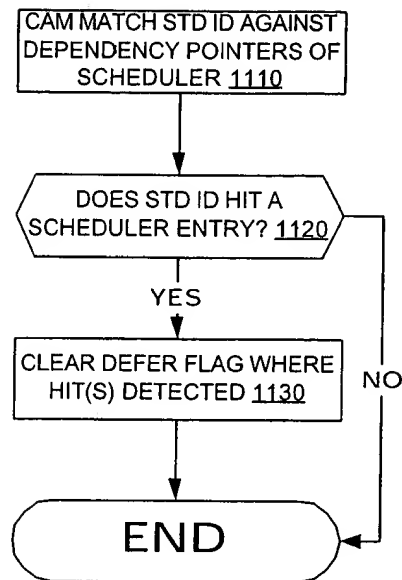 CAM MATCH STD ID AGAINST
DEPENDENCY POINTERS OF
SCHEDULER 1110
DOES STD ID HIT A
SCHEDULER ENTRY? 1120
YES
NO
CLEAR DEFER FLAG WHERE
HIT(S) DETECTED 1130
END